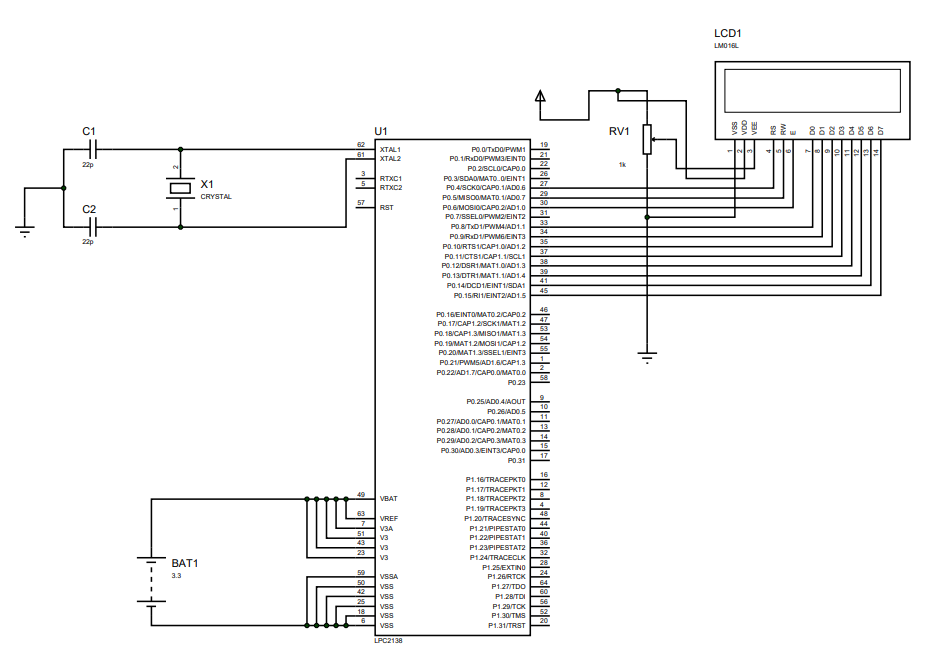 LCD1
LM016L
VSS
VDD
VEE
RS
RW
E
D0
D1
D2
D3
D4
D5
D6
D7
1
2
3
4
5
6
7
8
9
10
11
12
13
14
RV1
1k
C1
22p
C2
22p
X1
CRYSTAL
2
1
U1
62 XTAL1
61 XTAL2
3 RTXC1
5 RTXC2
57 RST
49 VBAT
63 VREF
7 V3A
51 V3
43 V3
23 V3
59 VSSA
50 VSS
42 VSS
25 VSS
18 VSS
6 VSS
P0.0/TxD0/PWM1 19
P0.1/RxD0/PWM3/EINT0 21
P0.2/SCL0/CAP0.0 22
P0.3/SDA0/MAT0..0/EINT1 26
P0.4/SCK0/CAP0.1/AD0.6 27
P0.5/MISO0/MAT0.1/AD0.7 29
P0.6/MOSI0/CAP0.2/AD1.0 30
P0.7/SSEL0/PWM2/EINT2 31
P0.8/TxD1/PWM4/AD1.1 33
P0.9/RxD1/PWM6/EINT3 34
P0.10/RTS1/CAP1.0/AD1.2 35
P0.11/CTS1/CAP1.1/SCL1 37
P0.12/DSR1/MAT1.0/AD1.3 38
P0.13/DTR1/MAT1.1/AD1.4 39
P0.14/DCD1/EINT1/SDA1 41
P0.15/RI1/EINT2/AD1.5 45
P0.16/EINT0/MAT0.2/CAP0.2 46
P0.17/CAP1.2/SCK1/MAT1.2 47
P0.18/CAP1.3/MISO1/MAT1.3 53
P0.19/MAT1.2/MOSI1/CAP1.2 54
P0.20/MAT1.3/SSEL1/EINT3 55
P0.21/PWM5/AD1.6/CAP1.3 1
P0.22/AD1.7/CAP0.0/MAT0.0 2
P0.23 58
P0.25/AD0.4/AOUT 9
P0.26/AD0.5 10
P0.27/AD0.0/CAP0.1/MAT0.1 11
P0.28/AD0.1/CAP0.2/MAT0.2 13
P0.29/AD0.2/CAP0.3/MAT0.3 14
P0.30/AD0.3/EINT3/CAP0.0 15
P0.31 17
P1.16/TRACEPKT0 16
P1.17/TRACEPKT1 12
P1.18/TRACEPKT2 8
P1.19/TRACEPKT3 4
P1.20/TRACESYNC 48
P1.21/PIPESTAT0 44
P1.22/PIPESTAT1 40
P1.23/PIPESTAT2 36
P1.24/TRACECLK 32
P1.25/EXTIN0 28
P1.26/RTCK 24
P1.27/TDO 64
P1.28/TDI 60
P1.29/TCK 56
P1.30/TMS 52
P1.31/TRST 20
LPC2138
BAT1
3.3